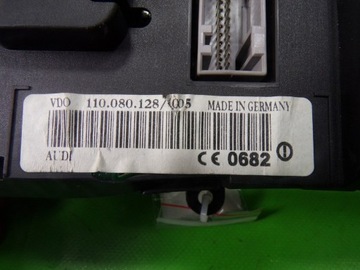 VDO 110.080.128/ 005 MADE IN GERMANY
AUDI CE 0682